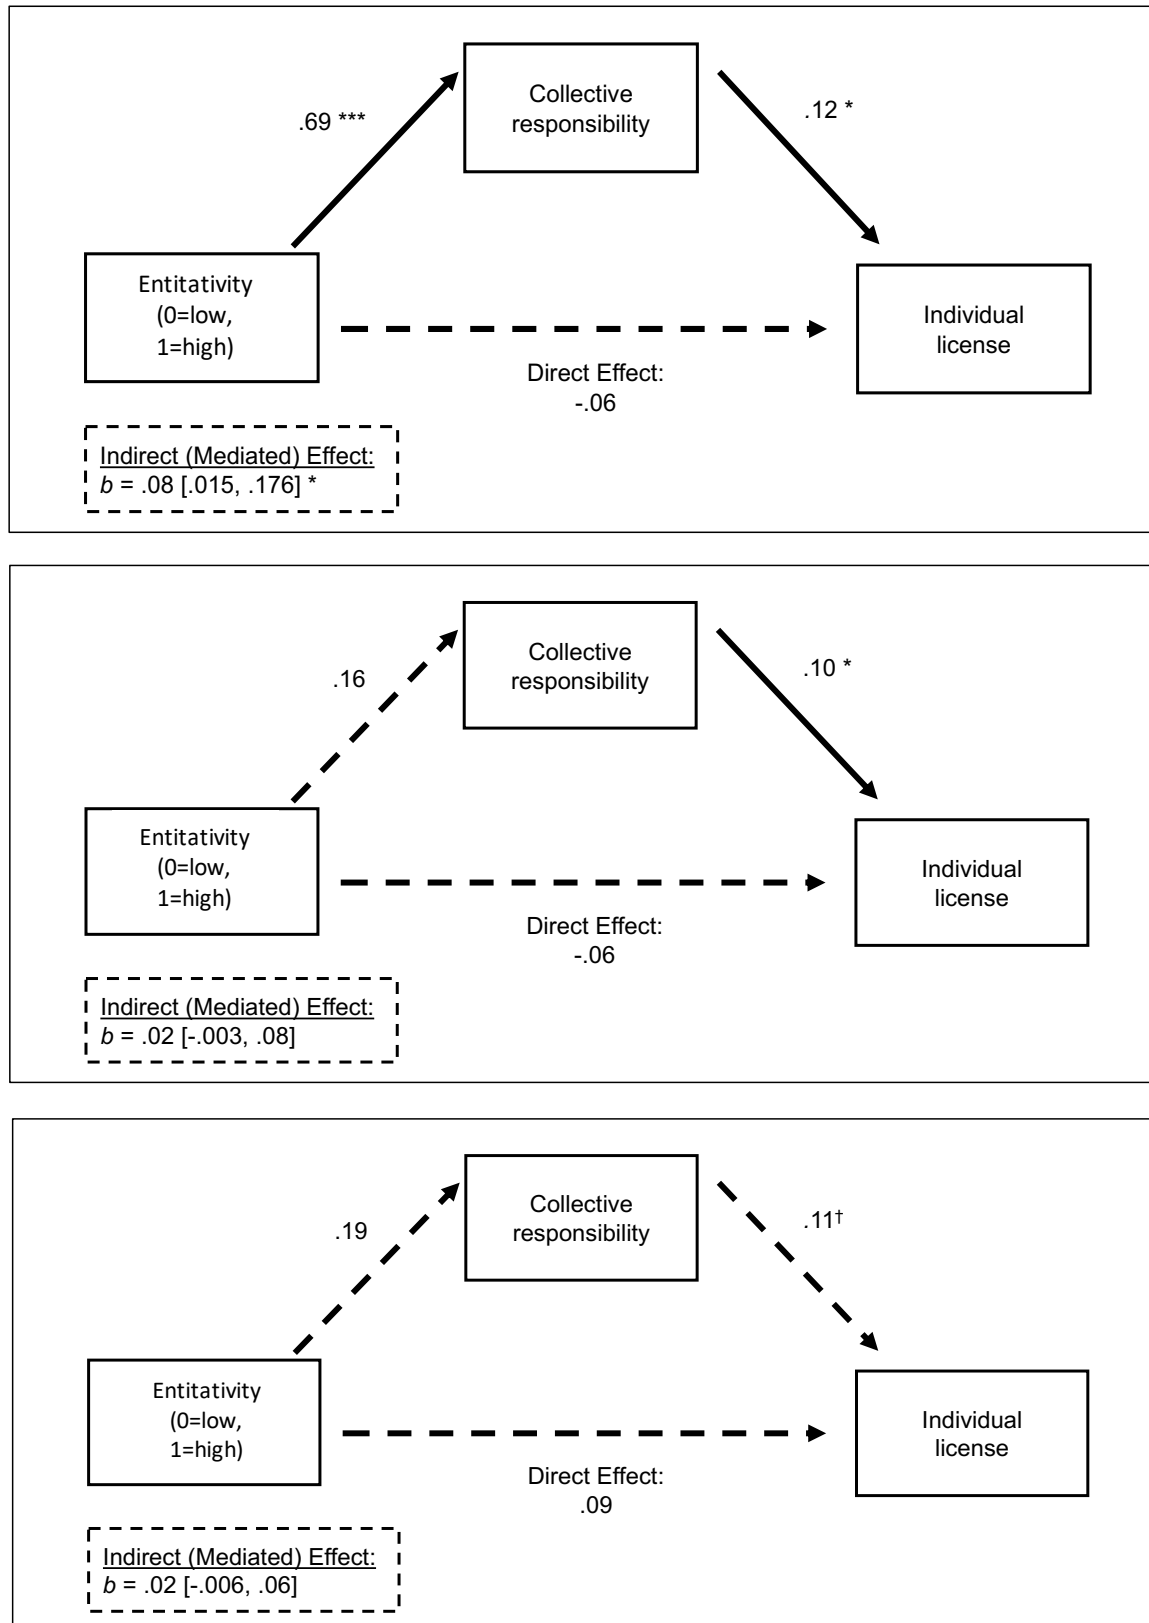 Collective
responsibility
.69 ***
.12 *
Entitativity
(0=low,
1=high)
Individual
license
Direct Effect:
-.06
Indirect (Mediated) Effect:
b = .08 [.015, .176] *
Collective
responsibility
.16
.10 *
Entitativity
(0=low,
1=high)
Individual
license
Direct Effect:
-.06
Indirect (Mediated) Effect:
b = .02 [-.003, .08]
Collective
responsibility
.19
.11†
Entitativity
(0=low,
1=high)
Individual
license
Direct Effect:
.09
Indirect (Mediated) Effect:
b = .02 [-.006, .06]